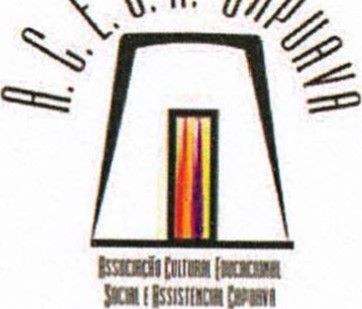 A.C.E.S.A. CAPUAVA
ASSOCIAÇÃO CULTURAL EDUCACIONAL
SOCIAL E ASSISTENCIAL CAPUAVA